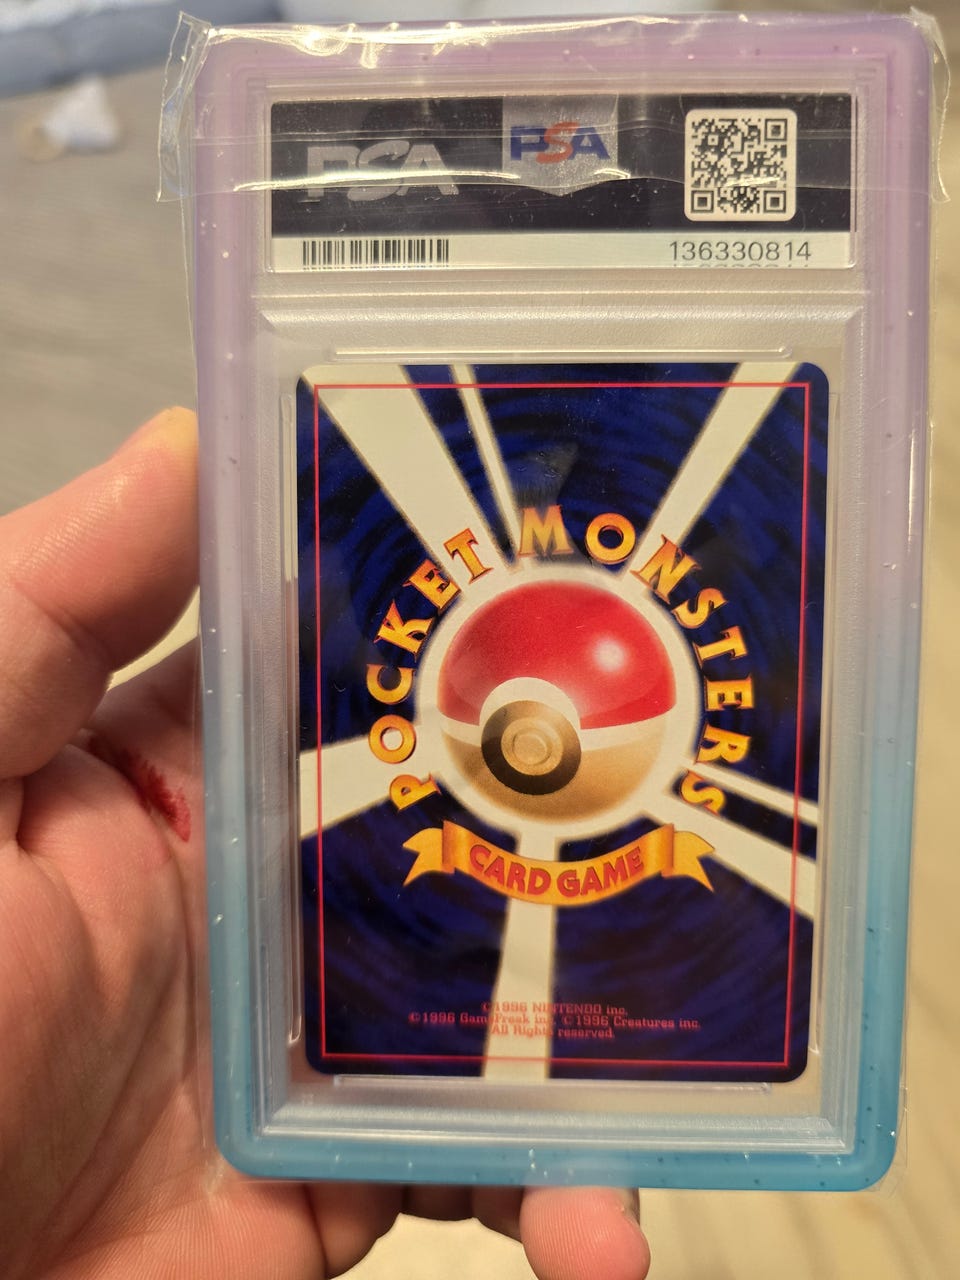 PSA PSA
136330814
POCKET MONSTERS
CARD GAME
©1996 NINTENDO inc.
©1996 GameFreak inc. ©1996 Creatures inc.
All Rights reserved.